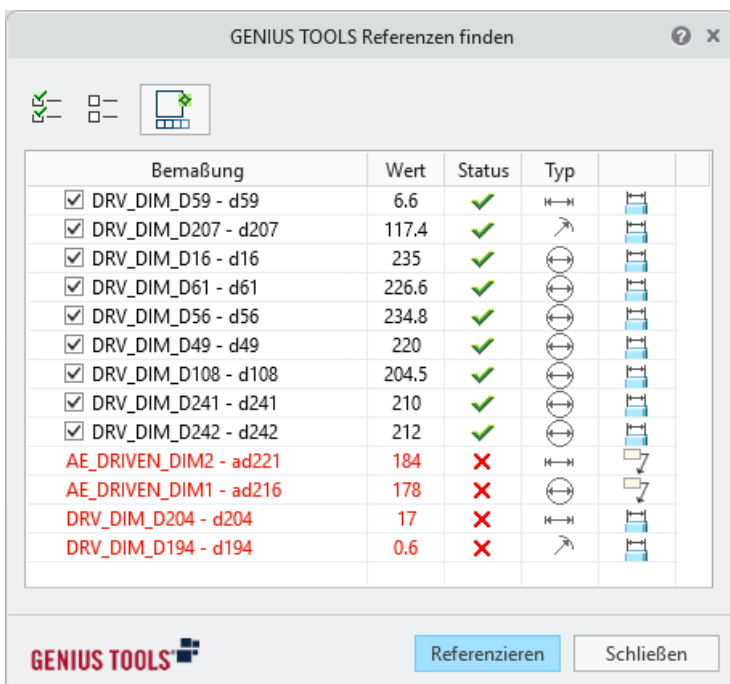 GENIUS TOOLS Referenzen finden
Bemaßung Wert Status Typ
DRV_DIM_D59 - d59 6.6
DRV_DIM_D207 - d207 117.4
DRV_DIM_D16 - d16 235
DRV_DIM_D61 - d61 226.6
DRV_DIM_D56 - d56 234.8
DRV_DIM_D49 - d49 220
DRV_DIM_D108 - d108 204.5
DRV_DIM_D241 - d241 210
DRV_DIM_D242 - d242 212
AE_DRIVEN_DIM2 - ad221 184
AE_DRIVEN_DIM1 - ad216 178
DRV_DIM_D204 - d204 17
DRV_DIM_D194 - d194 0.6
GENIUS TOOLS Referenzieren Schließen